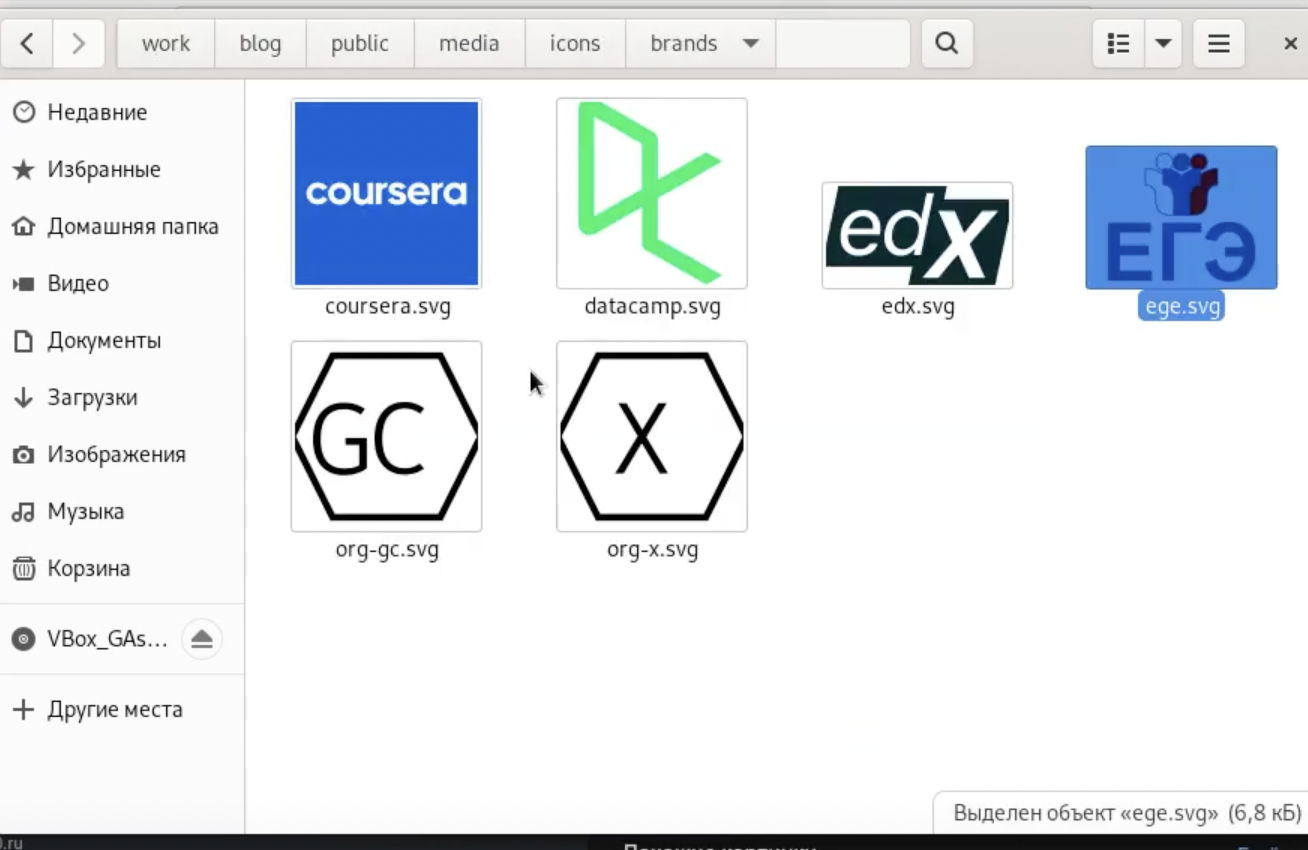 work blog public media icons brands
Недавние
Избранные
Домашняя папка
Видео
Документы
Загрузки
Изображения
Музыка
Корзина
VBox_GAs...
Другие места
coursera
edX
ЕГЭ
coursera.svg datacamp.svg edx.svg ege.svg
GC X
org-gc.svg org-x.svg
Выделен объект «ege.svg» (6,8 кБ)
.ru